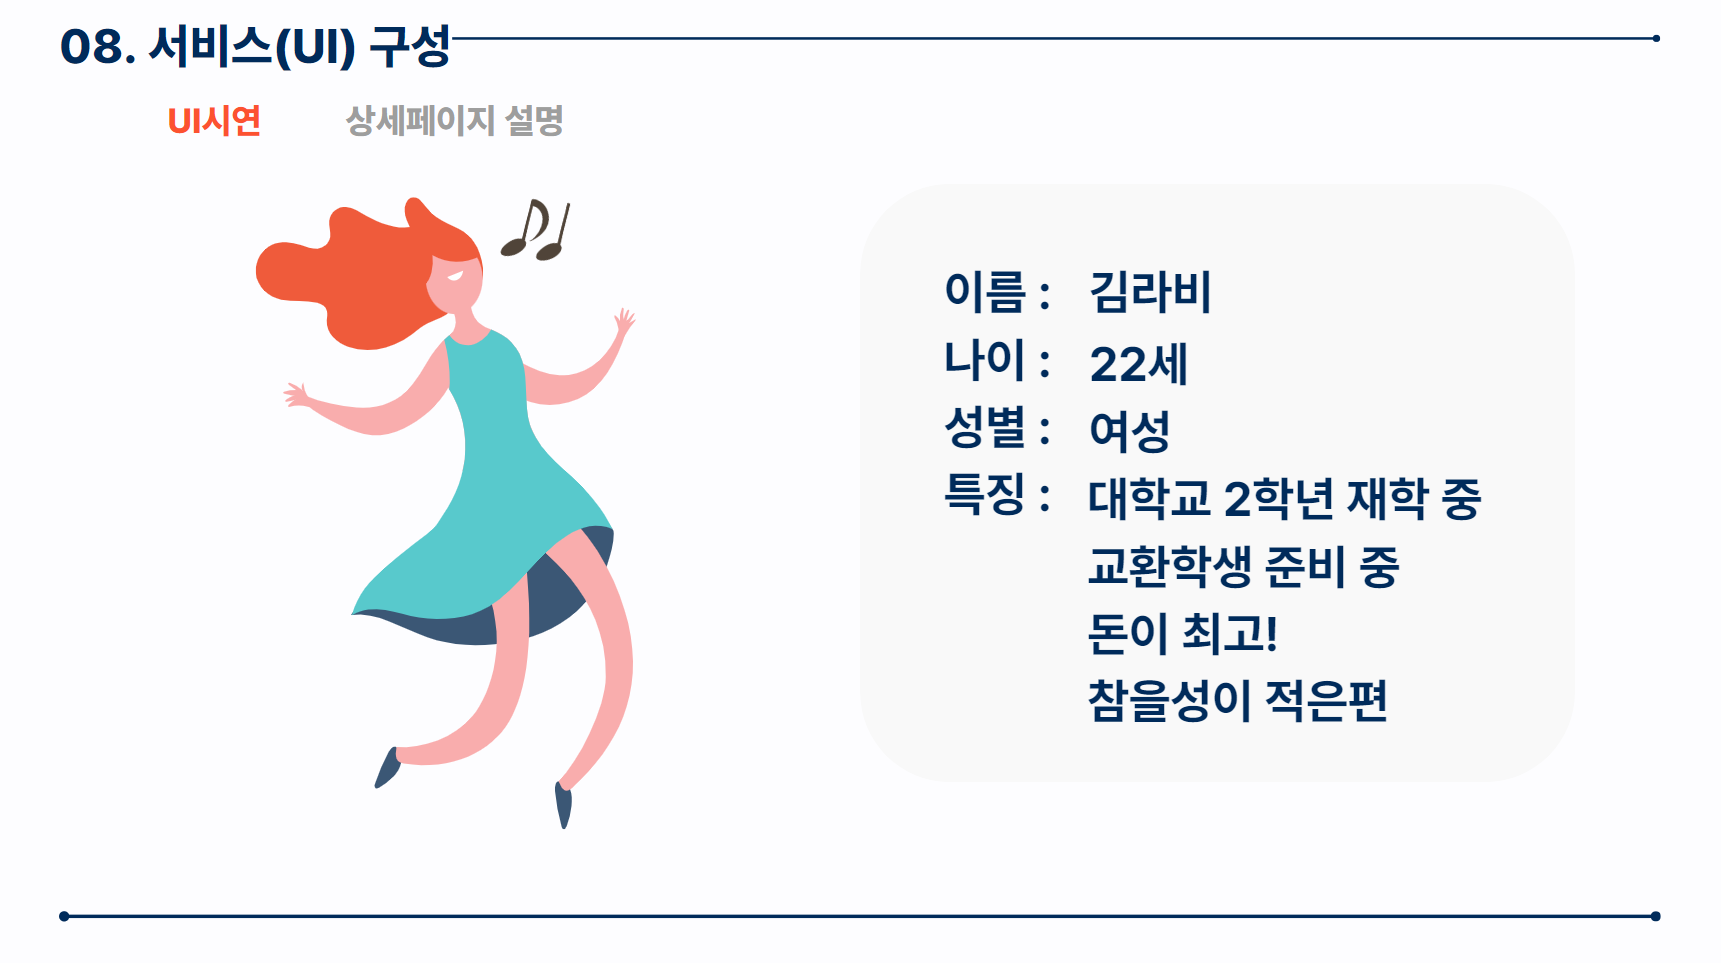 08. 서비스(UI) 구성
UI시연 상세페이지 설명
이름 : 김라비
나이 : 22세
성별 : 여성
특징 : 대학교 2학년 재학 중
교환학생 준비 중
돈이 최고!
참을성이 적은편